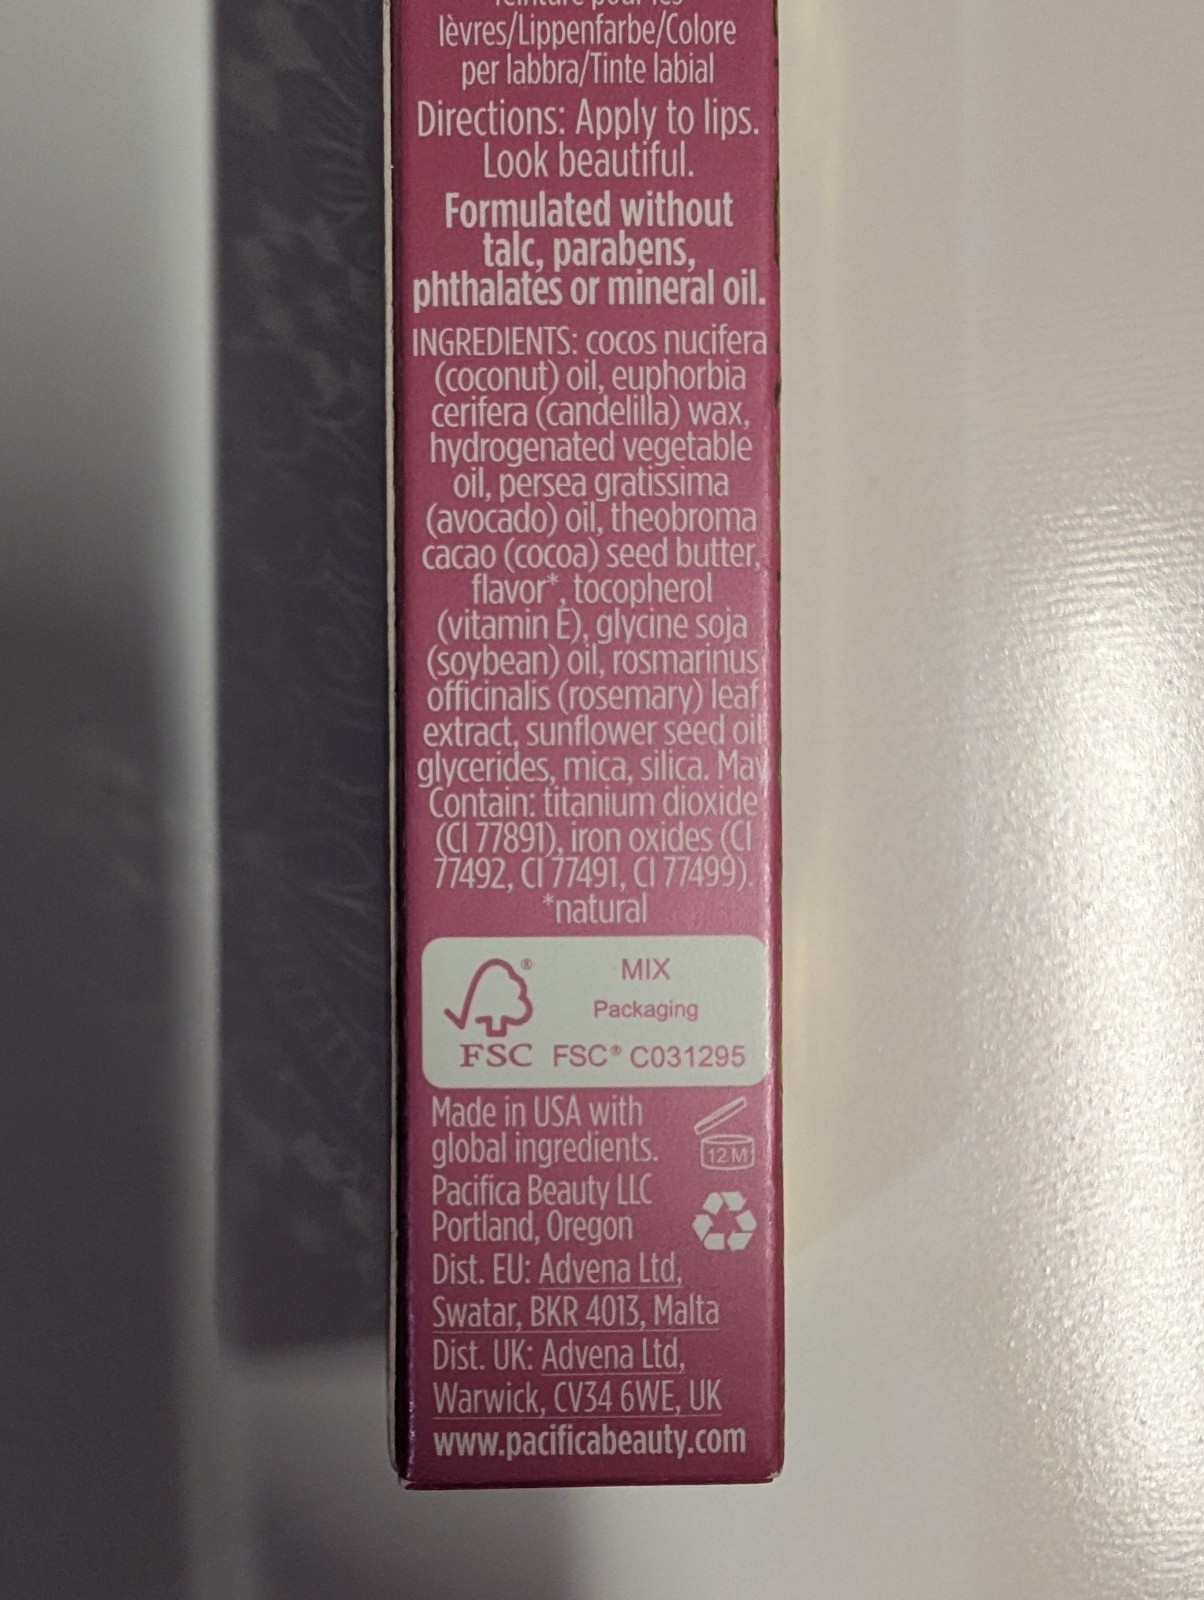 lèvres/Lippenfarbe/Colore
per labbra/Tinte labial
Directions: Apply to lips.
Look beautiful.
Formulated without
talc, parabens,
phthalates or mineral oil.
INGREDIENTS: cocos nucifera
(coconut) oil, euphorbia
cerifera (candelilla) wax,
hydrogenated vegetable
oil, persea gratissima
(avocado) oil, theobroma
cacao (cocoa) seed butter,
flavor*, tocopherol
(vitamin E), glycine soja
(soybean) oil, rosmarinus
officinalis (rosemary) leaf
extract, sunflower seed oil
glycerides, mica, silica. May
Contain: titanium dioxide
(CI 77891), iron oxides (CI
77492, CI 77491, CI 77499).
*natural
MIX
Packaging
FSC® C031295
FSC
Made in USA with
global ingredients.
12 M
Pacifica Beauty LLC
Portland, Oregon
Dist. EU: Advena Ltd,
Swatar, BKR 4013, Malta
Dist. UK: Advena Ltd,
Warwick, CV34 6WE, UK
www.pacificabeauty.com